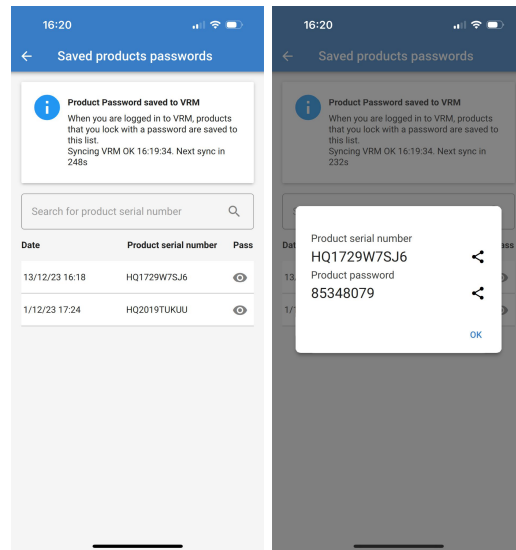 16:20
Saved products passwords
Product Password saved to VRM
When you are logged in to VRM, products
that you lock with a password are saved to
this list.
Syncing VRM OK 16:19:34. Next sync in
248s
Search for product serial number
Date Product serial number Pass
13/12/23 16:18 HQ1729W7SJ6
1/12/23 17:24 HQ2019TUKUU
16:20
Saved products passwords
Product Password saved to VRM
When you are logged in to VRM, products
that you lock with a password are saved to
this list.
Syncing VRM OK 16:19:34. Next sync in
232s
S
Dat
ass
13/
1/1
Product serial number
HQ1729W7SJ6
Product password
85348079
OK